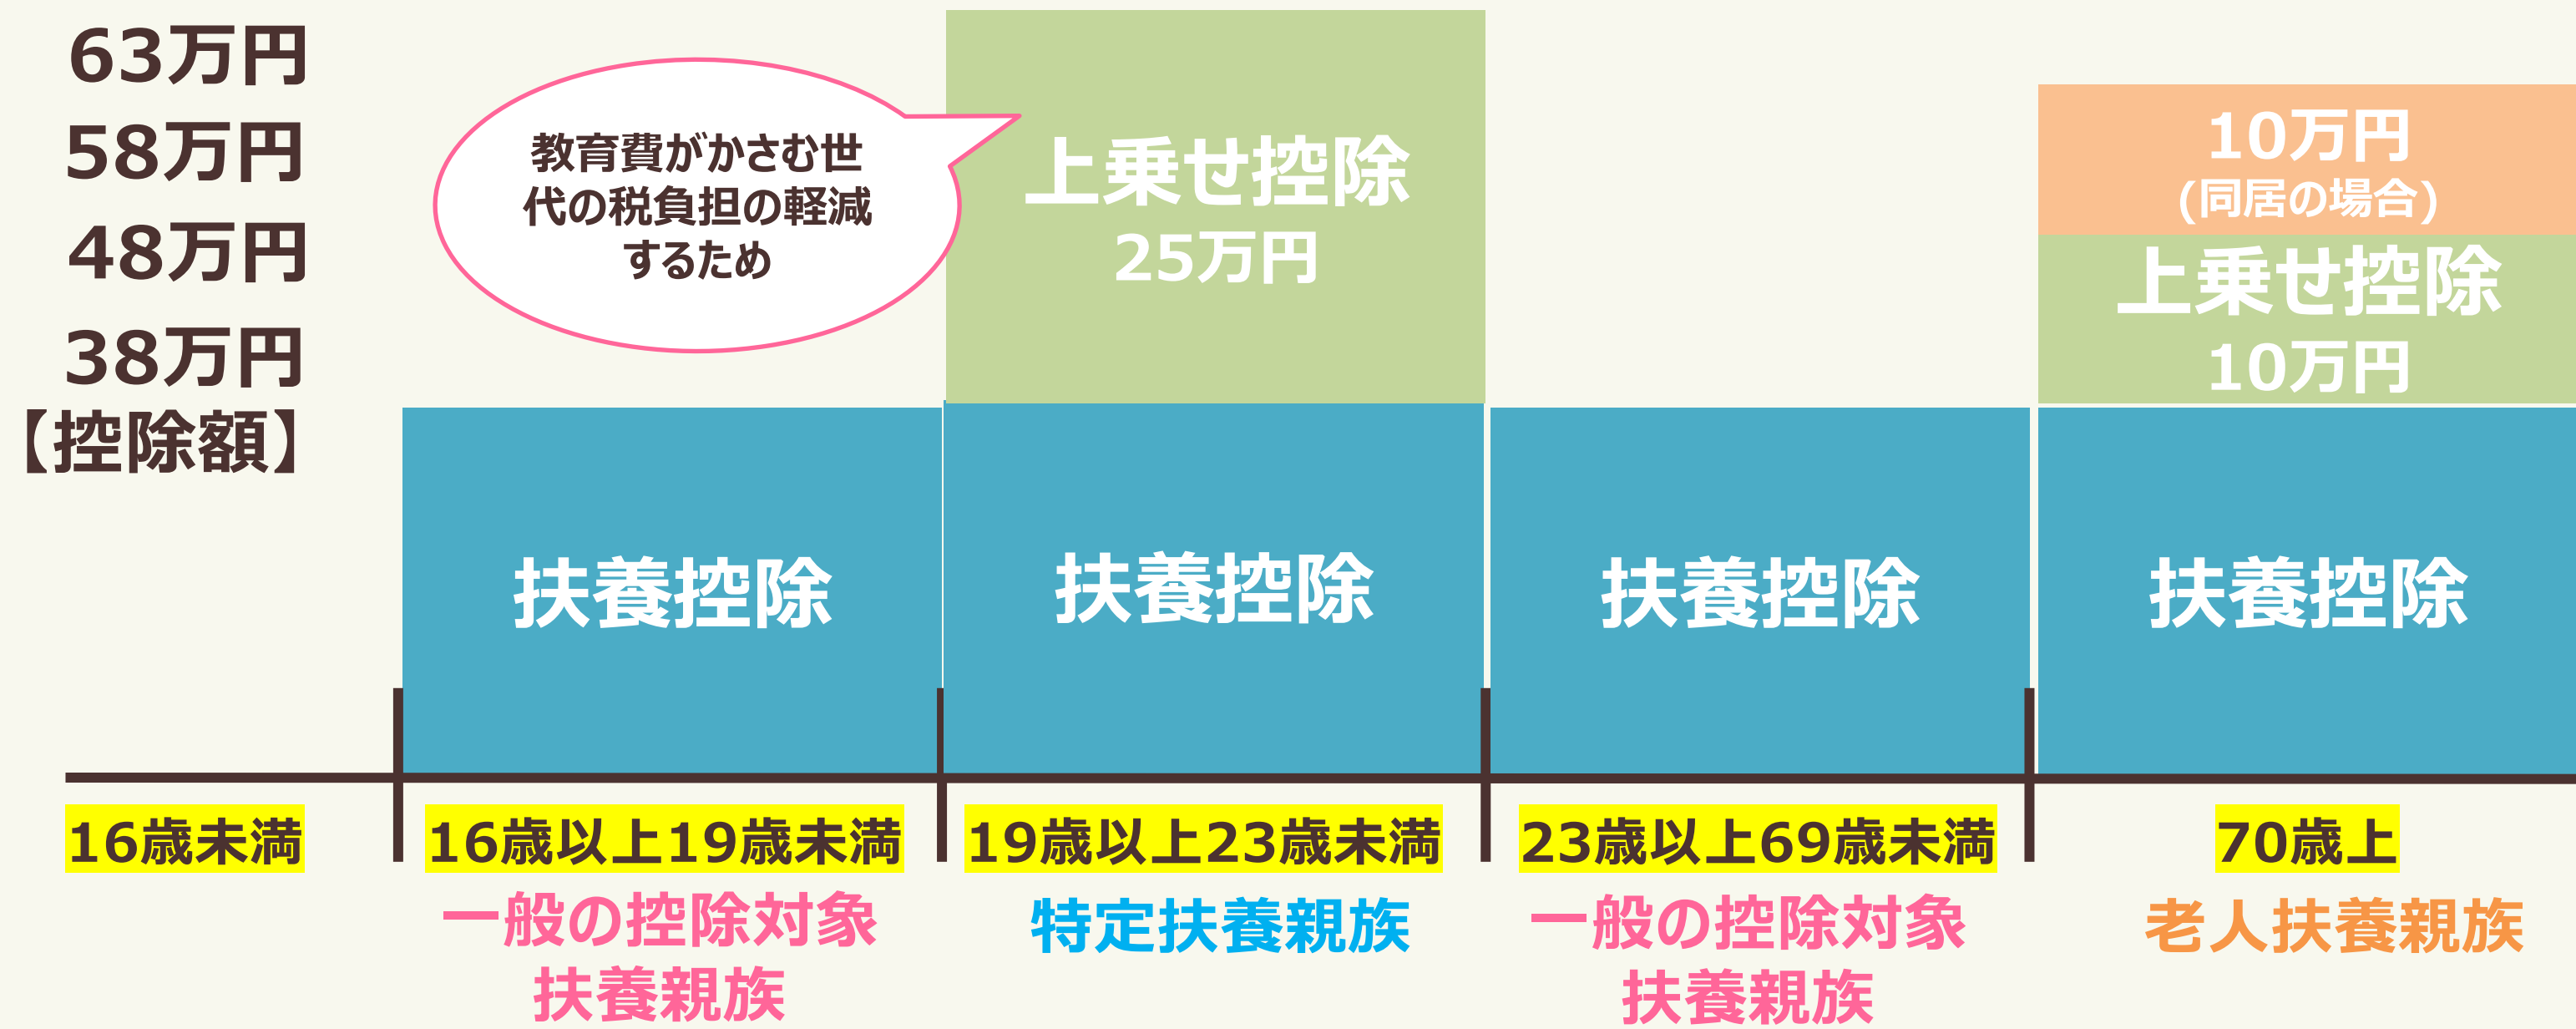 63万円
58万円
48万円
38万円
【控除額】
教育費がかさむ世
代の税負担の軽減
するため
上乗せ控除
25万円
10万円
(同居の場合)
上乗せ控除
10万円
扶養控除
扶養控除
扶養控除
扶養控除
16歳未満
16歳以上19歳未満
19歳以上23歳未満
23歳以上69歳未満
70歳上
一般の控除対象
扶養親族
特定扶養親族
一般の控除対象
扶養親族
老人扶養親族